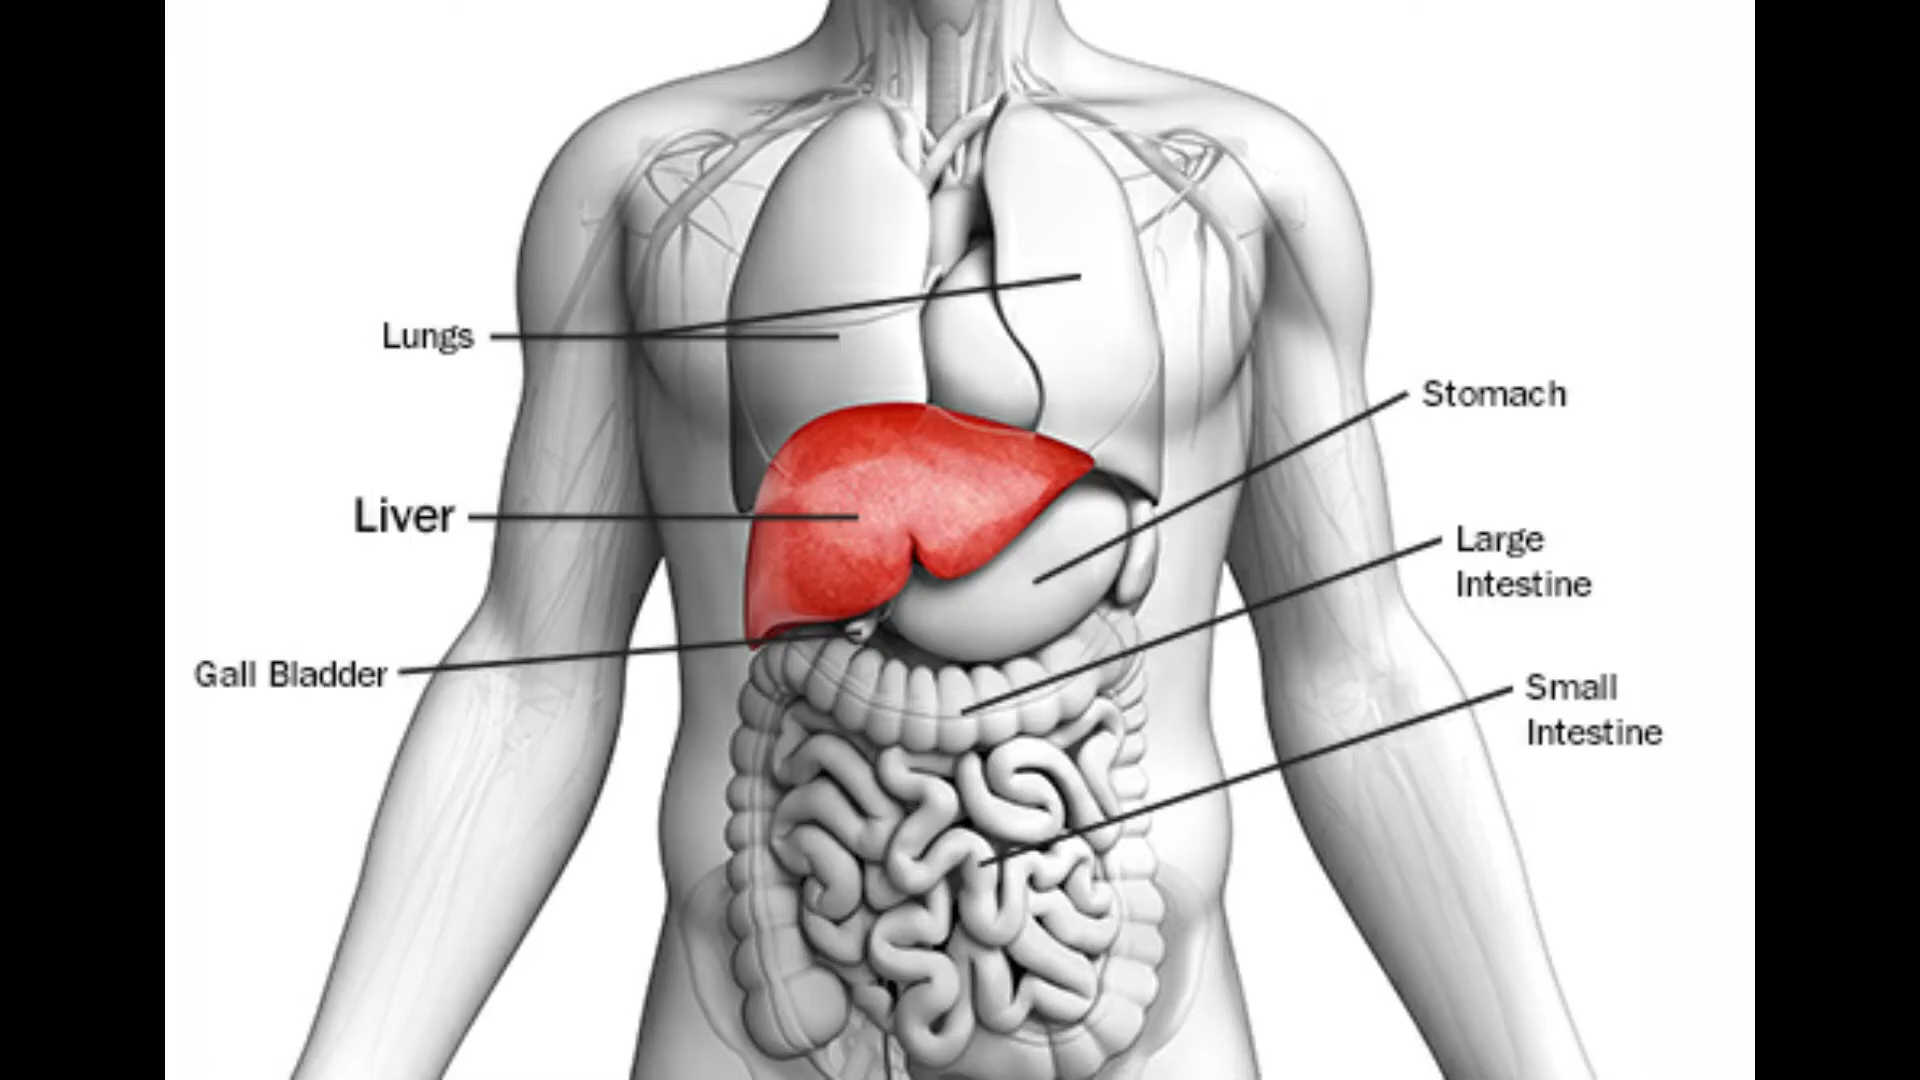 Lungs
Stomach
Liver
Large
Intestine
Gall Bladder
Small
Intestine